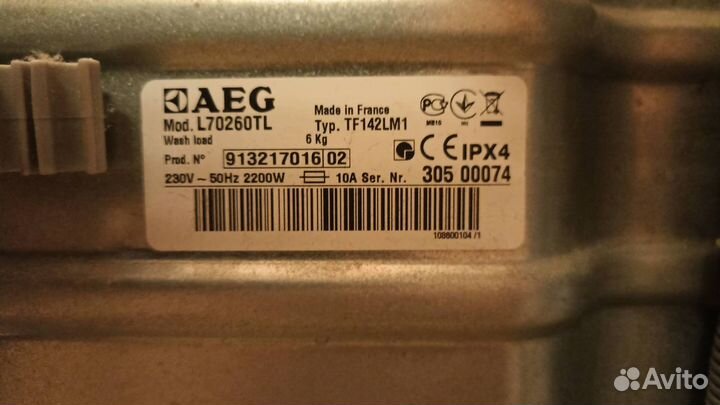 AEG
Made in France
Mod. L70260TL
Typ. TF142LM1
Wash load
6 Kg
Prod. N° 913217016 02
IPX4
230V ~ 50Hz 2200W
10A Ser. Nr. 305 00074
108800104 /1
Avito